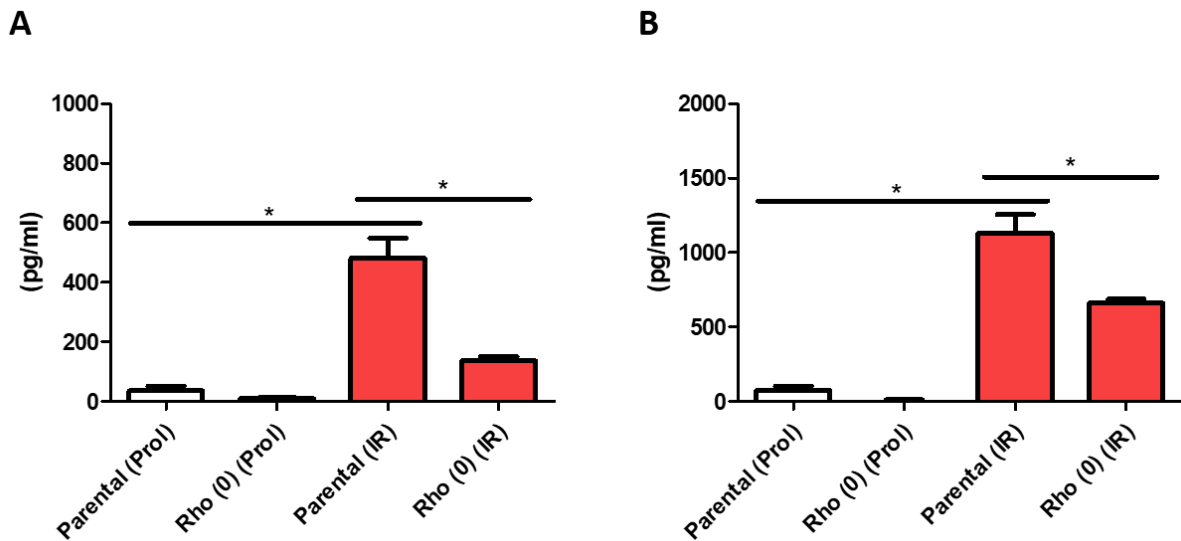 A
(pg/ml)
1000
800
600
400
200
0
*
*
Parental (Prol)
Rho (0) (Prol)
Parental (IR)
Rho (0) (IR)
B
(pg/ml)
2000
1500
1000
500
0
*
*
Parental (Prol)
Rho (0) (Prol)
Parental (IR)
Rho (0) (IR)